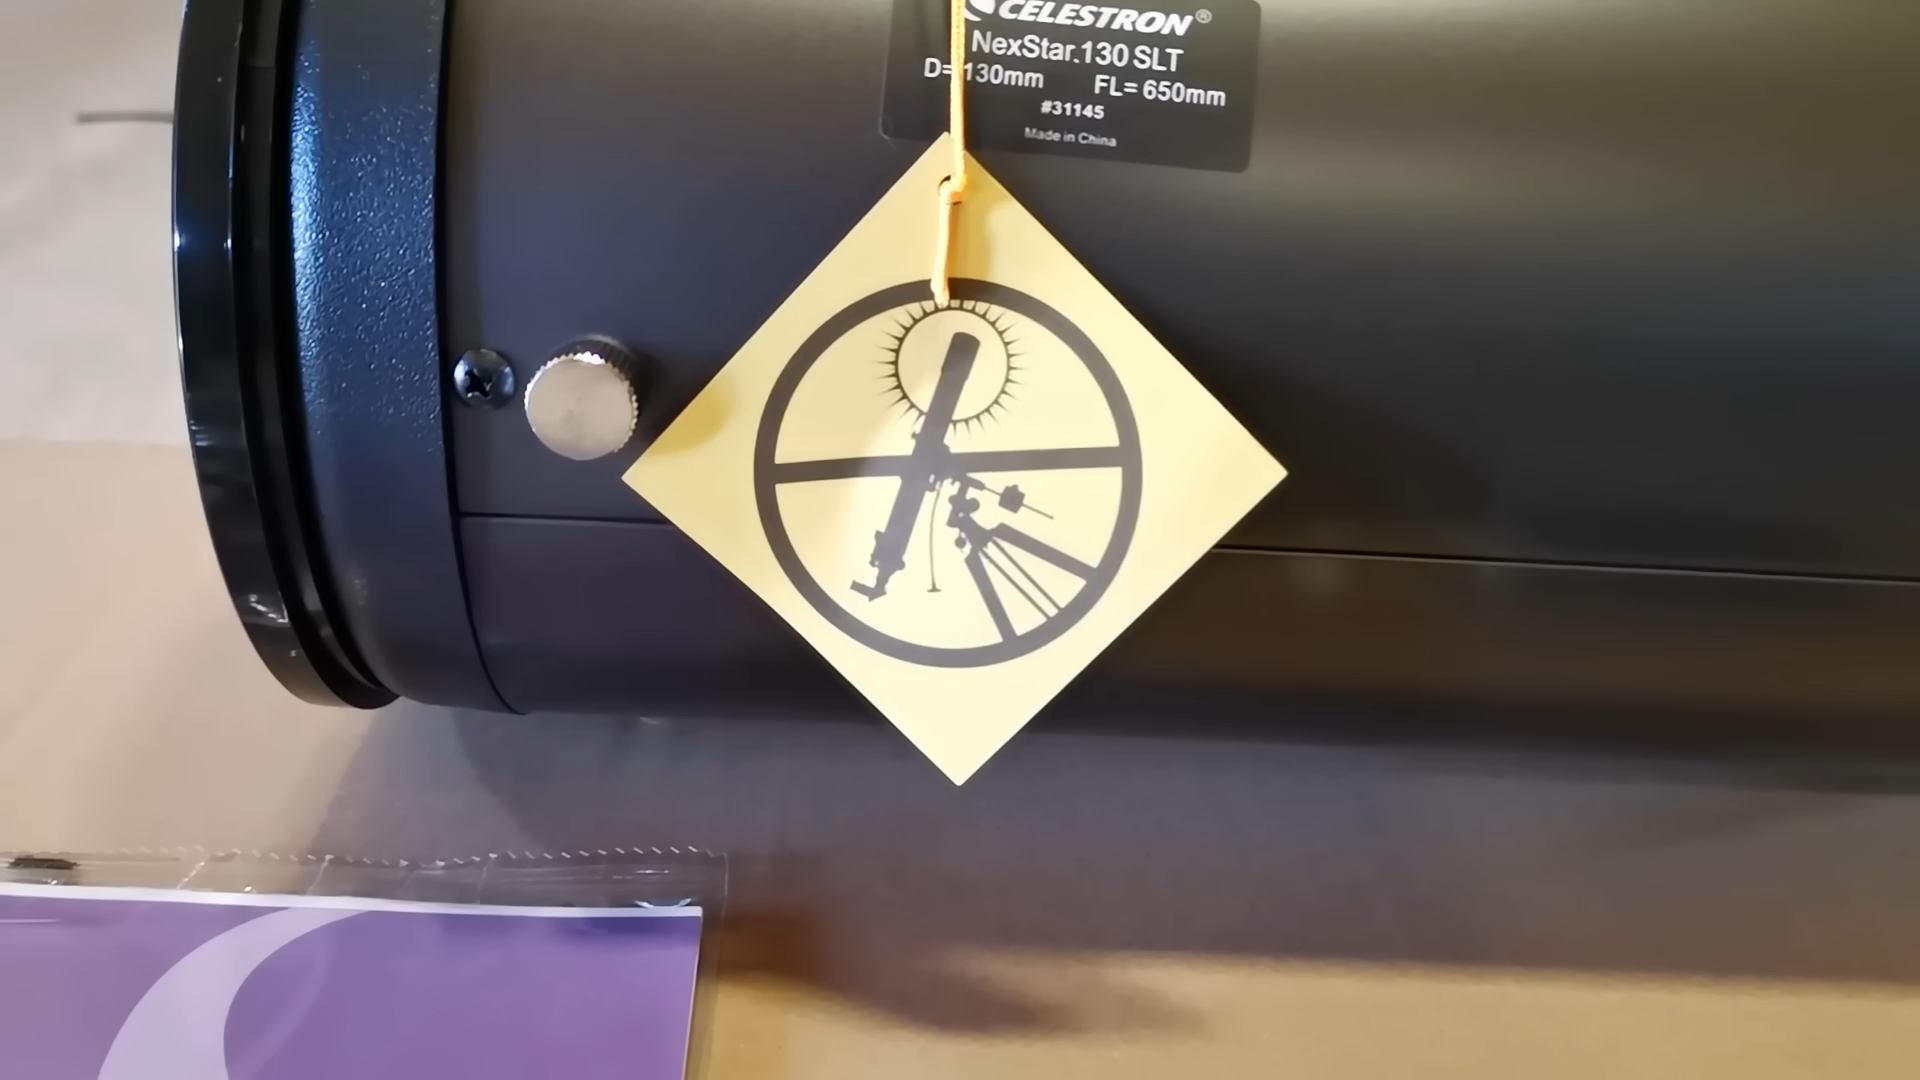 CELESTRON®
NexStar.130 SLT
D=130mm FL=650mm
#31145
Made in China